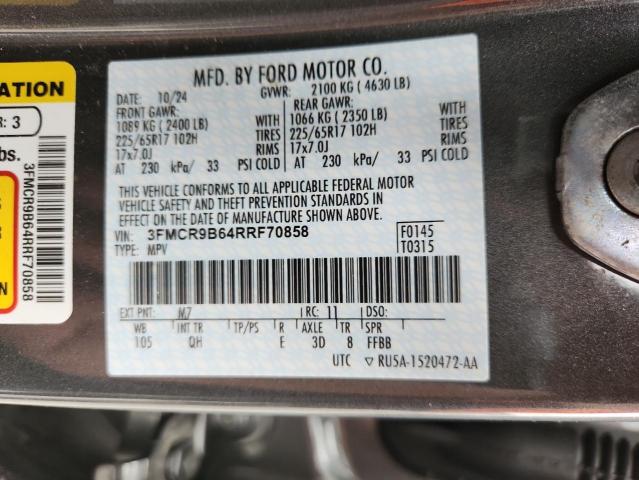 ATION
R: 3
bs.
3FMCR9B64RRF70858
N
MFD. BY FORD MOTOR CO.
DATE: 10/24 GVWR: 2100 KG ( 4630 LB)
FRONT GAWR: REAR GAWR:
1089 KG ( 2400 LB) WITH 1066 KG ( 2350 LB) WITH
225/65R17 102H TIRES 225/65R17 102H TIRES
17x7.0J RIMS 17x7.0J RIMS
AT 230 kPa/ 33 PSI COLD AT 230 kPa/ 33 PSI COLD
THIS VEHICLE CONFORMS TO ALL APPLICABLE FEDERAL MOTOR
VEHICLE SAFETY AND THEFT PREVENTION STANDARDS IN
EFFECT ON THE DATE OF MANUFACTURE SHOWN ABOVE.
VIN: 3FMCR9B64RRF70858 F0145
TYPE: MPV T0315
EXT PNT: M7 RC: 11 DSO:
WB INT TR TP/PS R AXLE TR SPR
105 QH E 3D 8 FFBB
UTC ▽ RU5A-1520472-AA